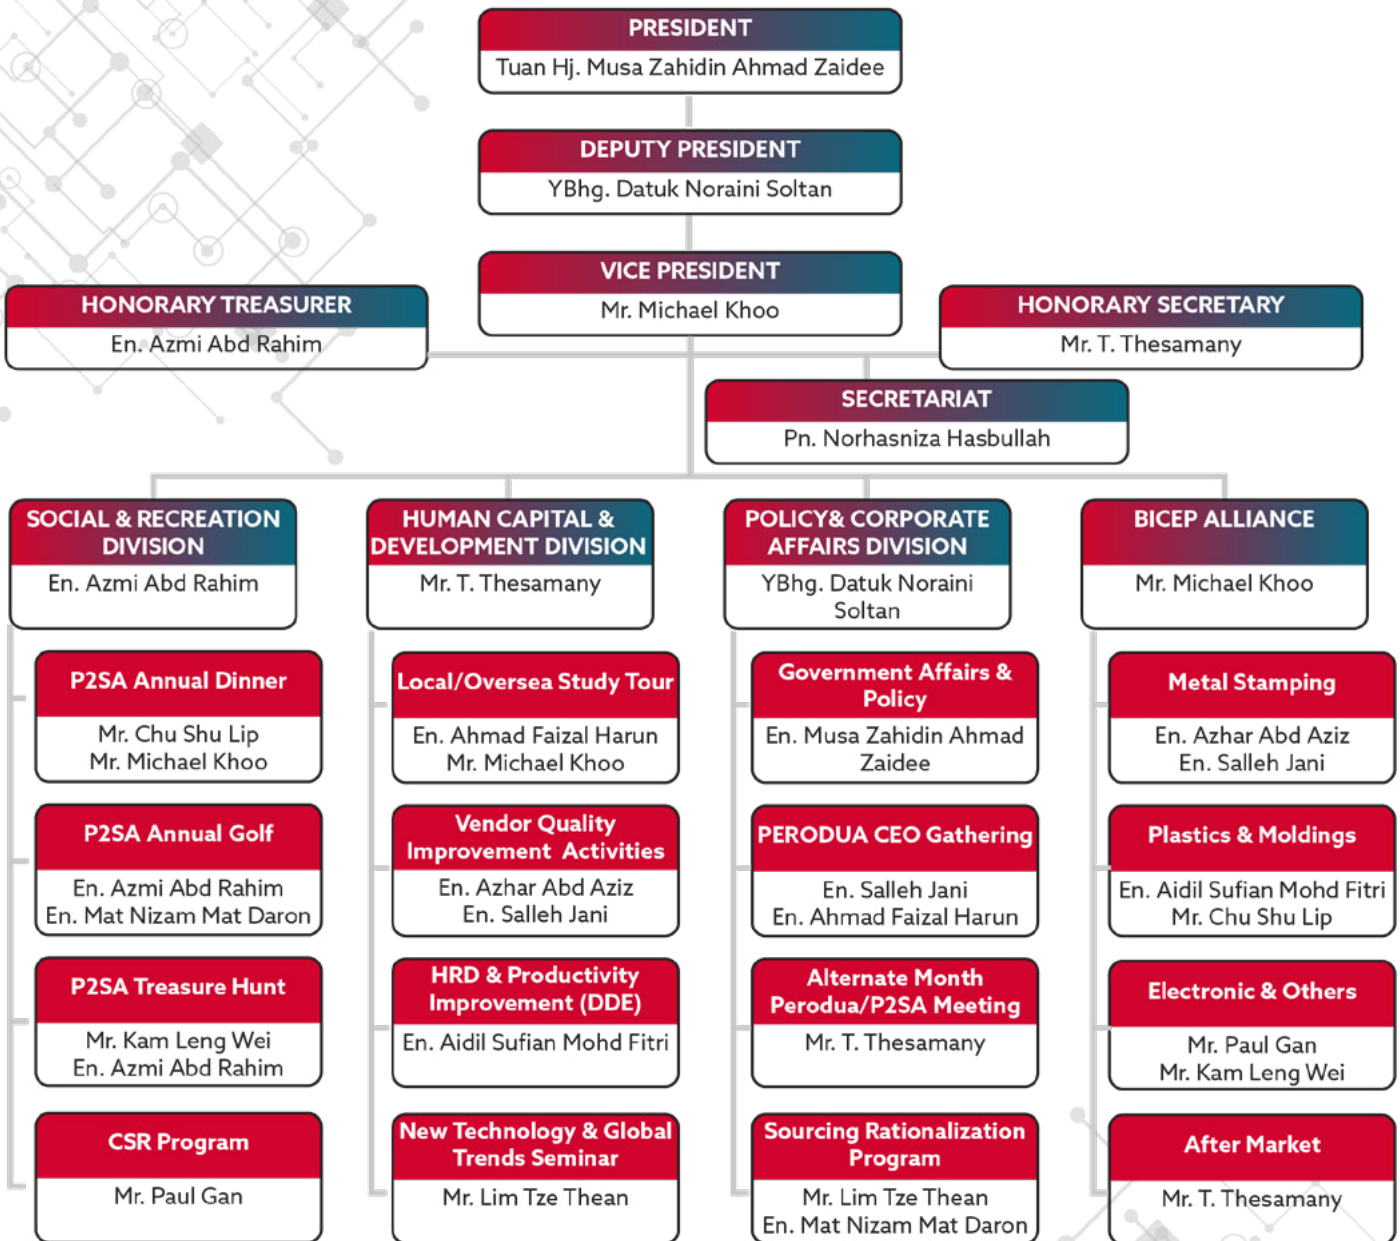 PRESIDENT
Tuan Hj. Musa Zahidin Ahmad Zaidee
DEPUTY PRESIDENT
YBhg. Datuk Noraini Soltan
VICE PRESIDENT
Mr. Michael Khoo
HONORARY TREASURER
En. Azmi Abd Rahim
HONORARY SECRETARY
Mr. T. Thesamany
SECRETARIAT
Pn. Norhasniza Hasbullah
SOCIAL & RECREATION
DIVISION
En. Azmi Abd Rahim
P2SA Annual Dinner
Mr. Chu Shu Lip
Mr. Michael Khoo
P2SA Annual Golf
En. Azmi Abd Rahim
En. Mat Nizam Mat Daron
P2SA Treasure Hunt
Mr. Kam Leng Wei
En. Azmi Abd Rahim
CSR Program
Mr. Paul Gan
HUMAN CAPITAL &
DEVELOPMENT DIVISION
Mr. T. Thesamany
Local/Oversea Study Tour
En. Ahmad Faizal Harun
Mr. Michael Khoo
Vendor Quality
Improvement Activities
En. Azhar Abd Aziz
En. Salleh Jani
HRD & Productivity
Improvement (DDE)
En. Aidil Sufian Mohd Fitri
New Technology & Global
Trends Seminar
Mr. Lim Tze Thean
POLICY& CORPORATE
AFFAIRS DIVISION
YBhg. Datuk Noraini
Soltan
Government Affairs &
Policy
En. Musa Zahidin Ahmad
Zaidee
PERODUA CEO Gathering
En. Salleh Jani
En. Ahmad Faizal Harun
Alternate Month
Perodua/P2SA Meeting
Mr. T. Thesamany
Sourcing Rationalization
Program
Mr. Lim Tze Thean
En. Mat Nizam Mat Daron
BICEP ALLIANCE
Mr. Michael Khoo
Metal Stamping
En. Azhar Abd Aziz
En. Salleh Jani
Plastics & Moldings
En. Aidil Sufian Mohd Fitri
Mr. Chu Shu Lip
Electronic & Others
Mr. Paul Gan
Mr. Kam Leng Wei
After Market
Mr. T. Thesamany